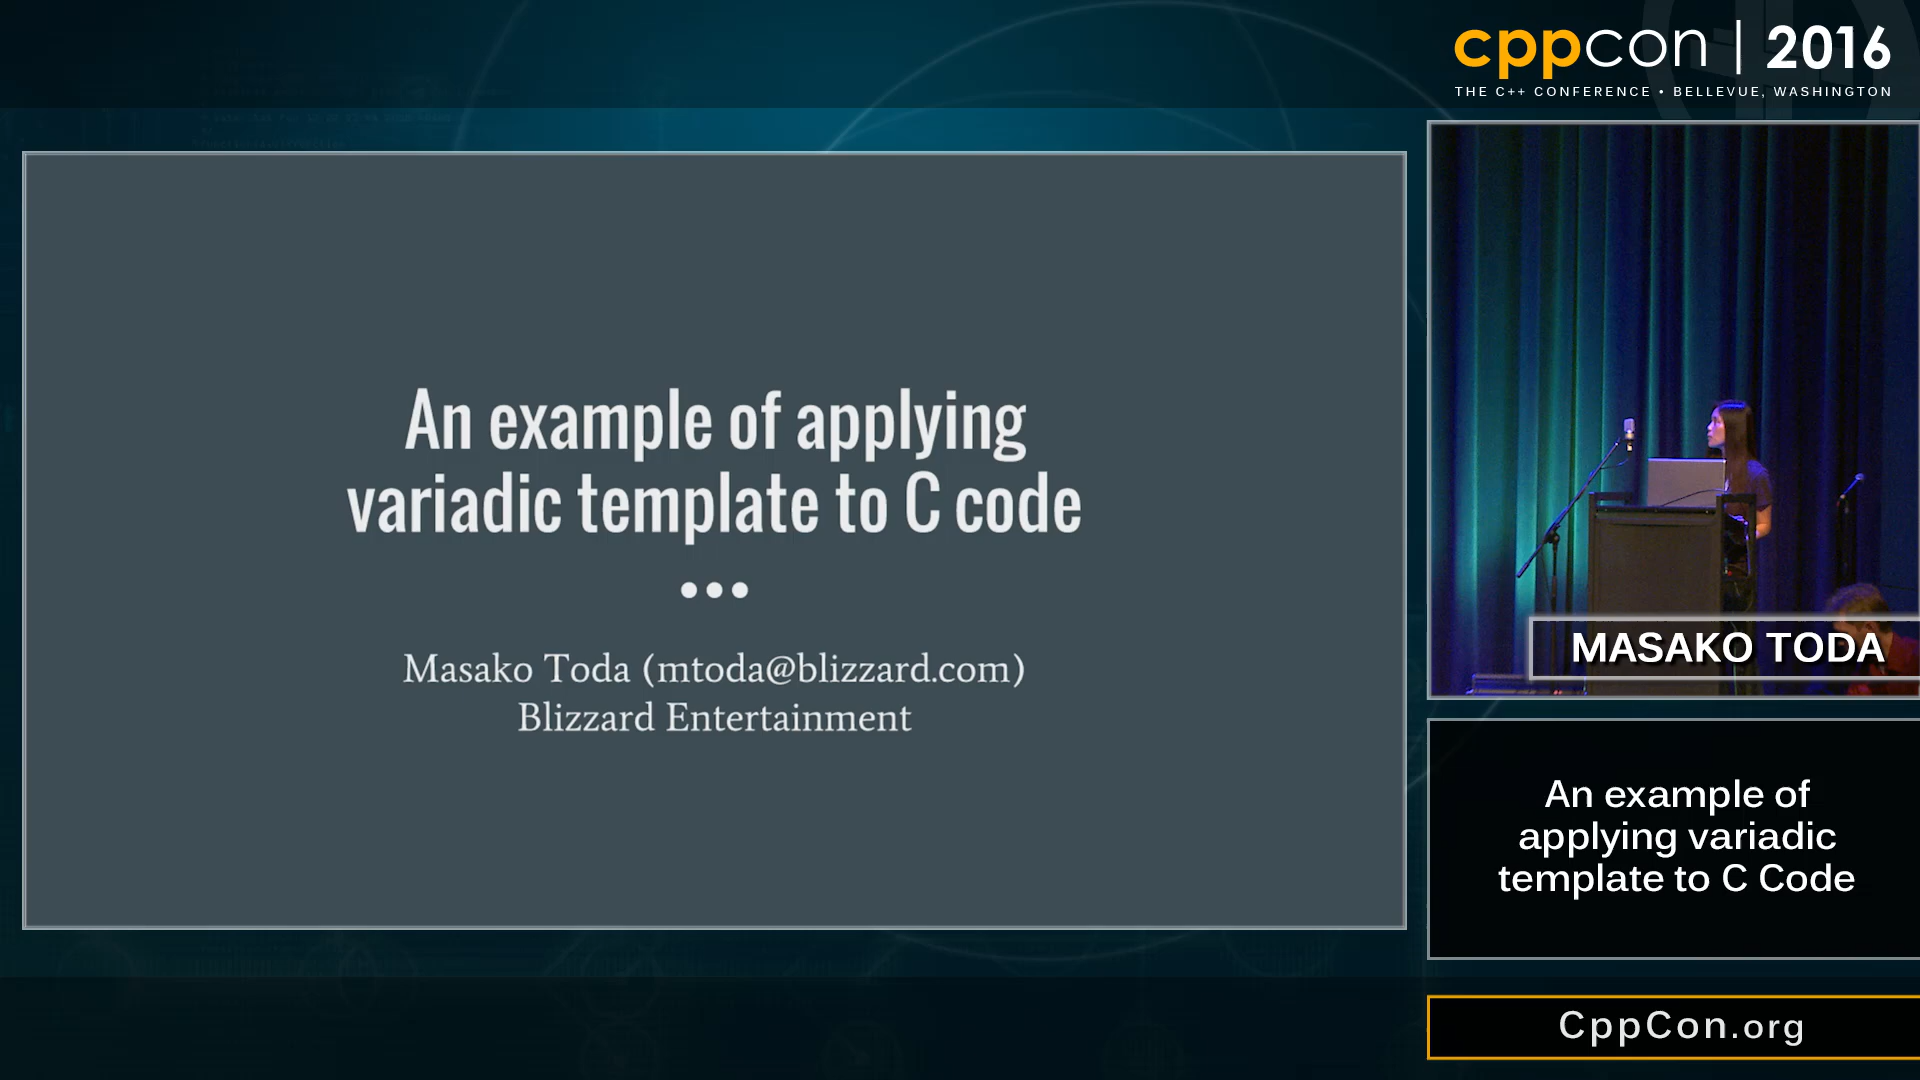 cppcon | 2016
THE C++ CONFERENCE • BELLEVUE, WASHINGTON
An example of applying
variadic template to C code
Masako Toda (mtoda@blizzard.com)
Blizzard Entertainment
MASAKO TODA
An example of
applying variadic
template to C Code
CppCon.org